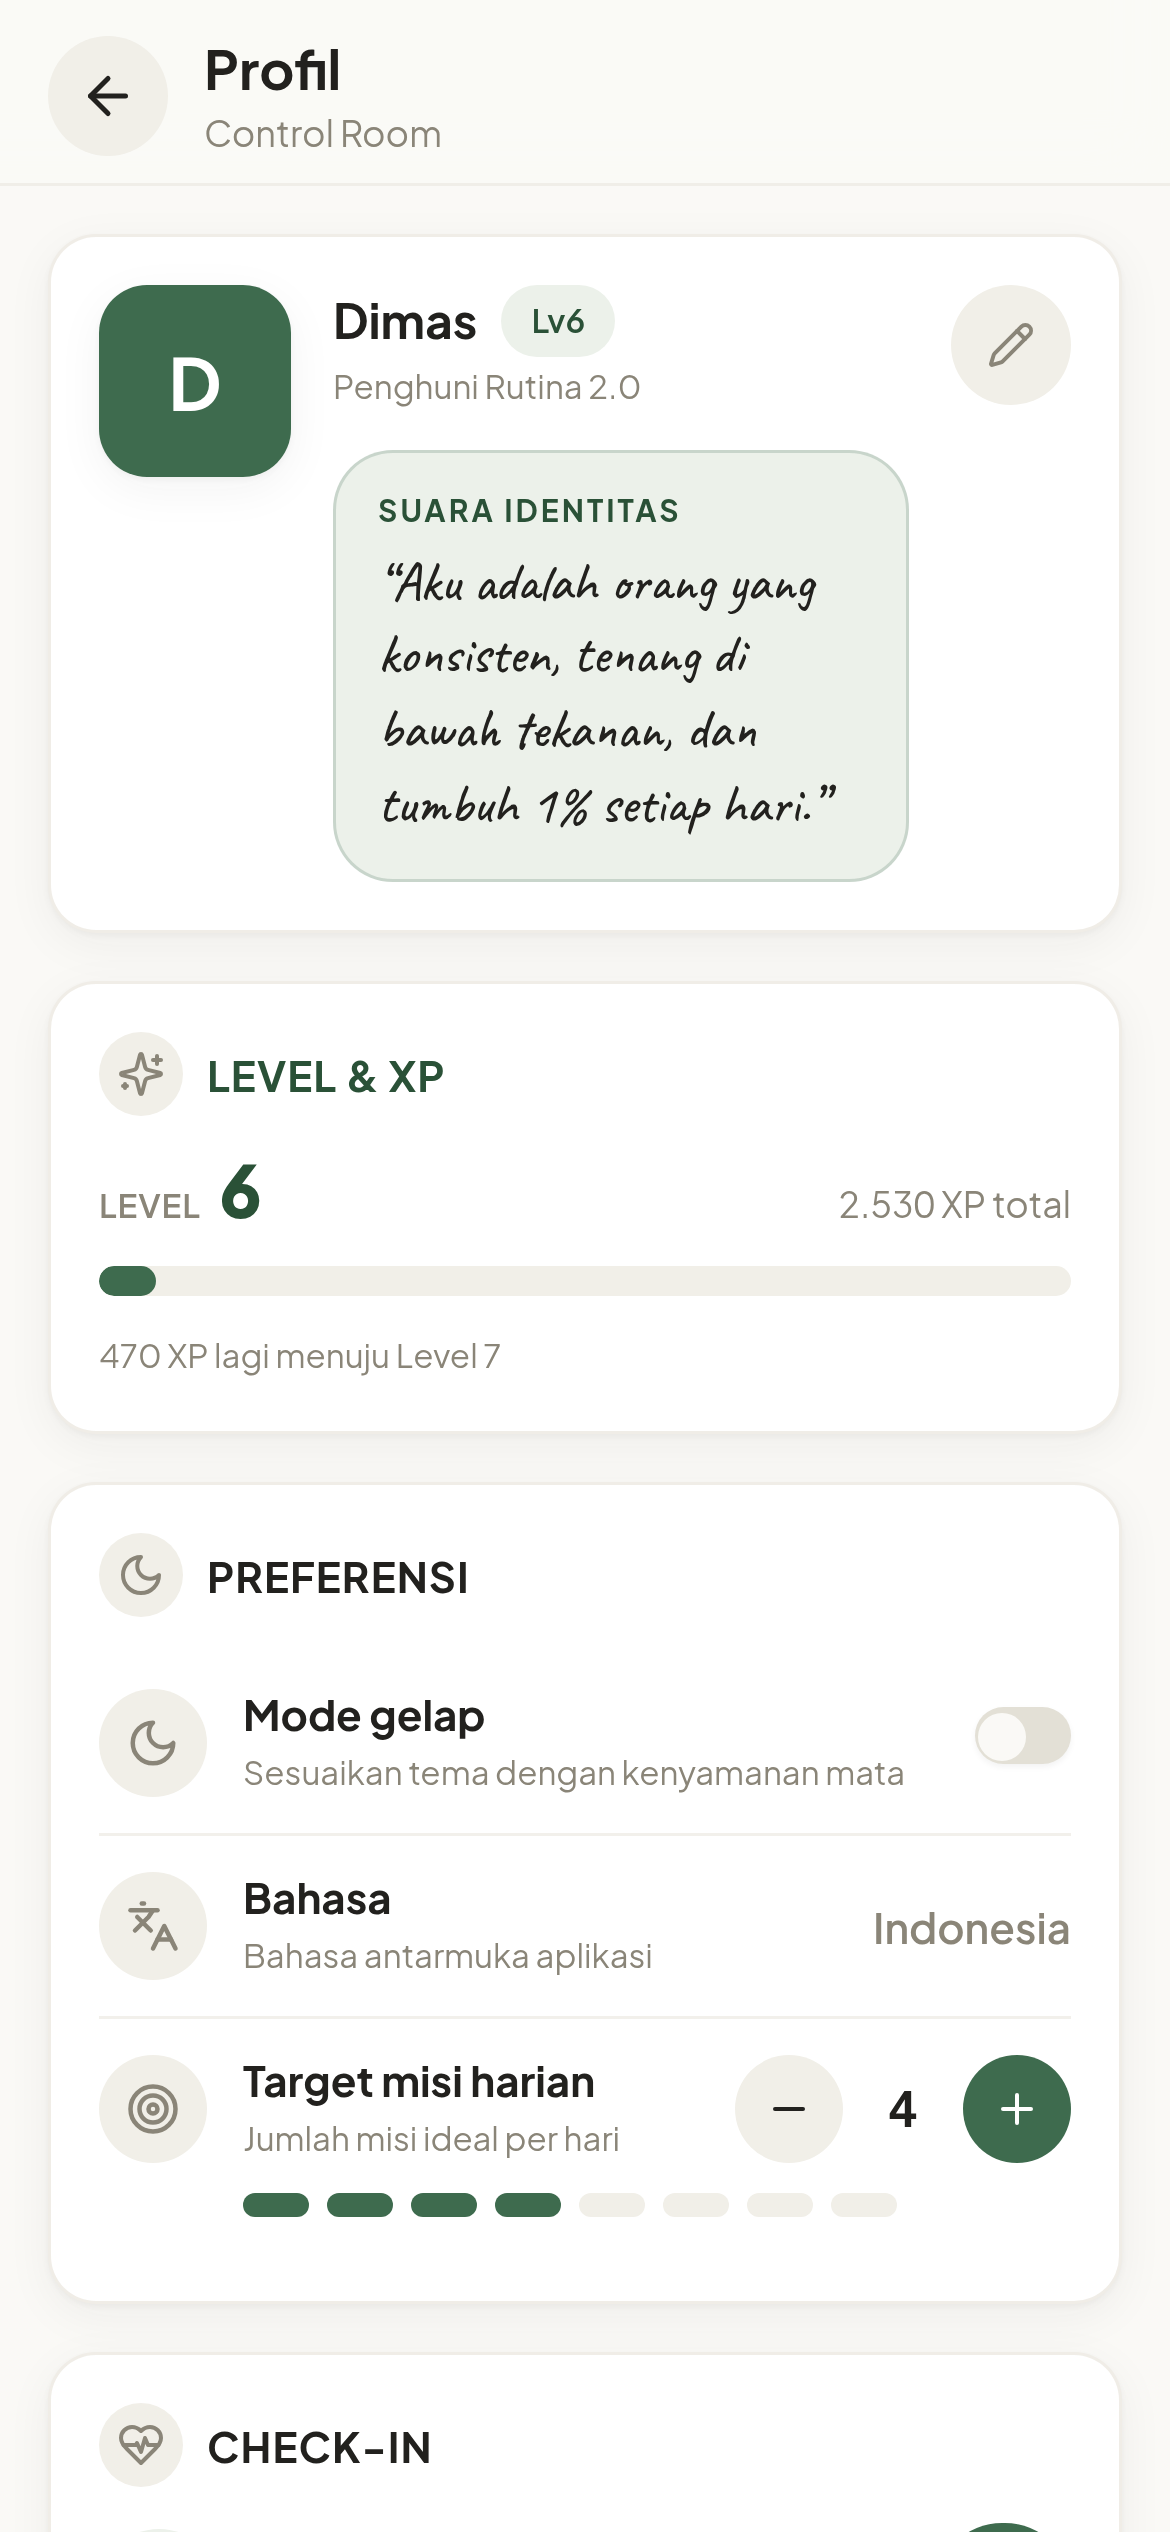 Profil
Control Room
D
Dimas
Lv6
Penghuni Rutina 2.0
SUARA IDENTITAS
“Aku adalah orang yang
konsisten, tenang di
bawah tekanan, dan
tumbuh 1% setiap hari.”
LEVEL & XP
LEVEL 6
2.530 XP total
470 XP lagi menuju Level 7
PREFERENSI
Mode gelap
Sesuaikan tema dengan kenyamanan mata
Bahasa
Bahasa antarmuka aplikasi
Indonesia
Target misi harian
Jumlah misi ideal per hari
4
CHECK-IN